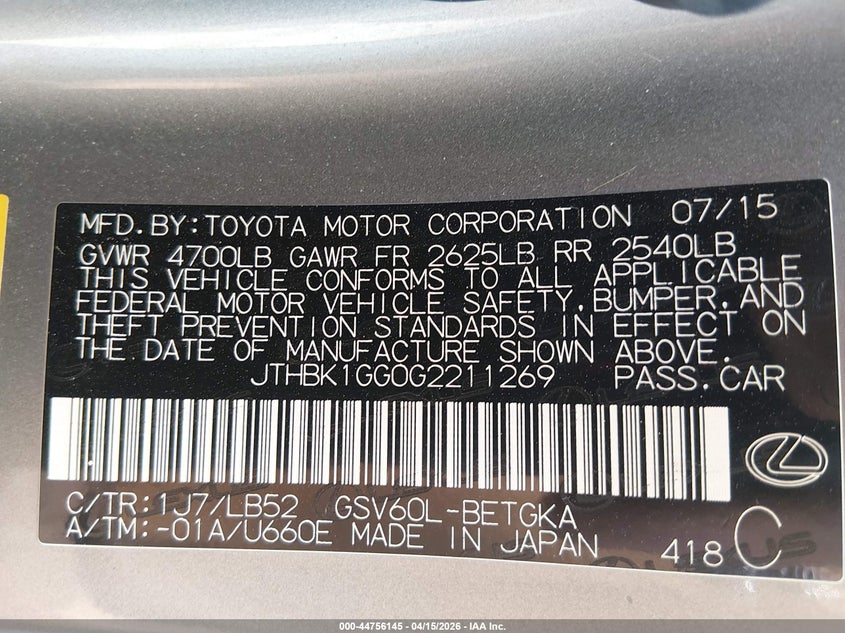 MFD.BY:TOYOTA MOTOR CORPORATION 07/15
GVWR 4700LB GAWR FR 2625LB RR 2540LB
THIS VEHICLE CONFORMS TO ALL APPLICABLE
FEDERAL MOTOR VEHICLE SAFETY,BUMPER,AND
THEFT PREVENTION STANDARDS IN EFFECT ON
THE DATE OF MANUFACTURE SHOWN ABOVE.
JTHBK1GG0G2211269 PASS.CAR
C/TR:1J7/LB52 GSV60L-BETGKA
A/TM:-01A/U660E MADE IN JAPAN 418 C
000-44756145 - 04/15/2026 - IAA Inc.